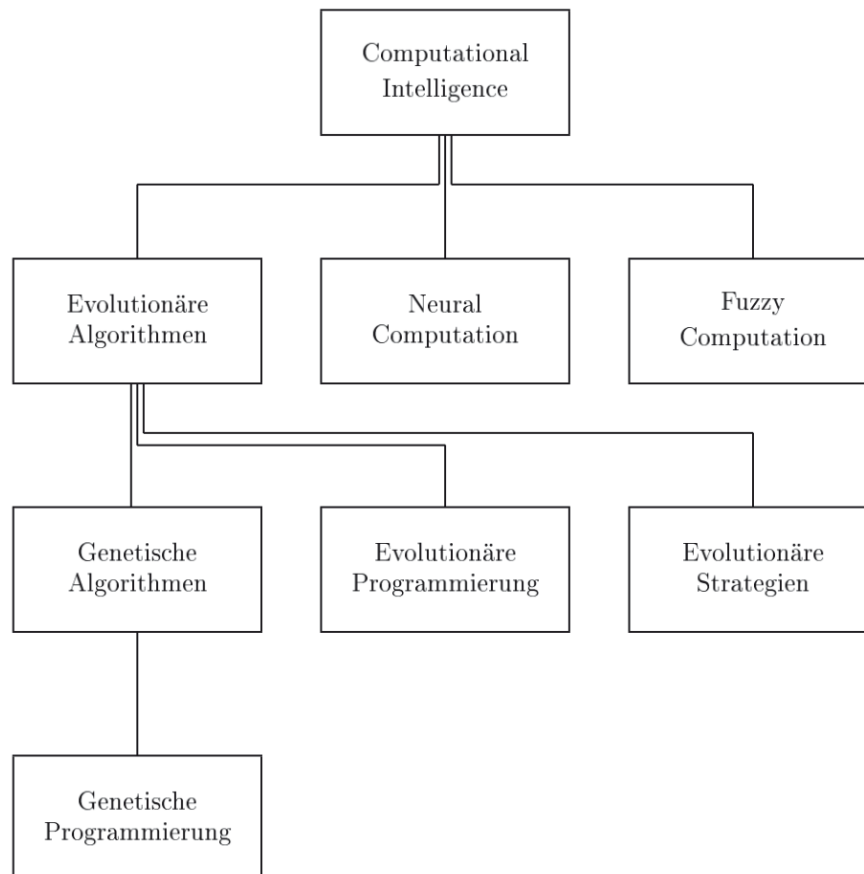 Computational
Intelligence
Evolutionäre
Algorithmen
Neural
Computation
Fuzzy
Computation
Genetische
Algorithmen
Evolutionäre
Programmierung
Evolutionäre
Strategien
Genetische
Programmierung